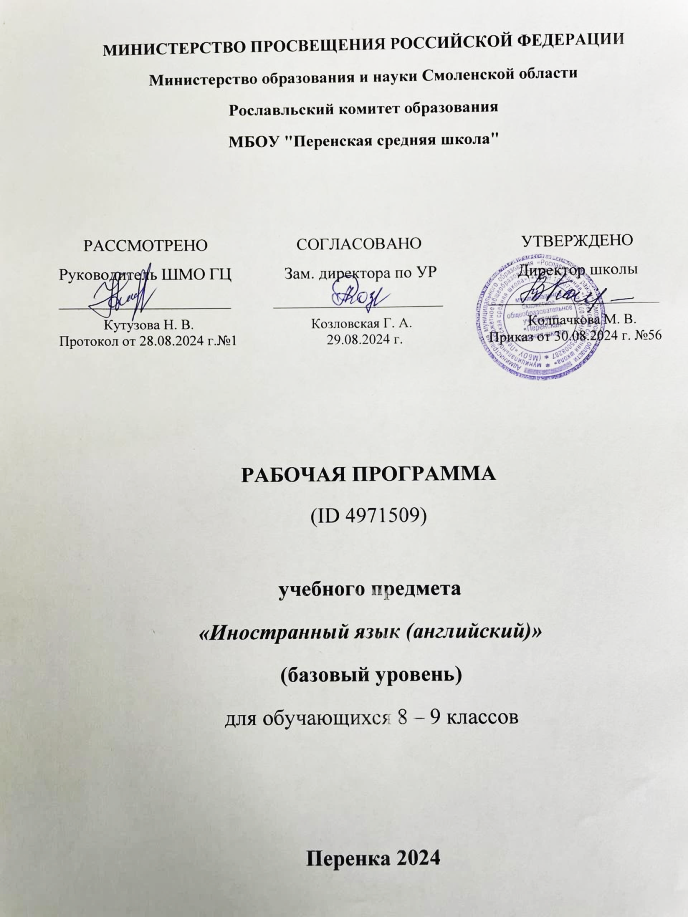 МИНИСТЕРСТВО ПРОСВЕЩЕНИЯ РОССИЙСКОЙ ФЕДЕРАЦИИ
Министерство образования и науки Смоленской области
Рославльский комитет образования
МБОУ "Перенская средняя школа"
РАССМОТРЕНО
Руководитель ШМО ГЦ
Кутузова Н. В.
Протокол от 28.08.2024 г.№1
СОГЛАСОВАНО
Зам. директора по УР
Козловская Г. А.
29.08.2024 г.
УТВЕРЖДЕНО
Директор школы
Колпачкова М. В.
Приказ от 30.08.2024 г. №56
общеобразовательное
РАБОЧАЯ ПРОГРАММА
(ID 4971509)
учебного предмета
«Иностранный язык (английский)»
(базовый уровень)
для обучающихся 8 – 9 классов
Перенка 2024